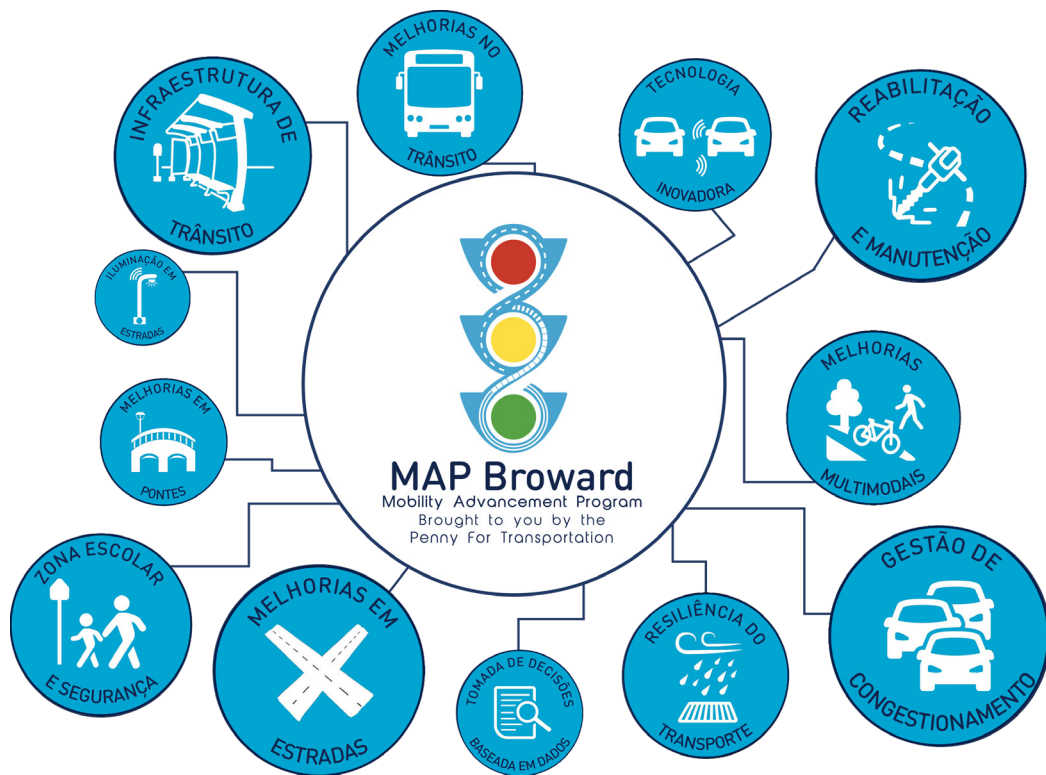 INFRAESTRUTURA DE
TRÂNSITO
MELHORIAS NO
TRÂNSITO
TECNOLOGIA
INOVADORA
REABILITAÇÃO
E MANUTENÇÃO
ILUMINAÇÃO EM
ESTRADAS
MELHORIAS EM
PONTES
MAP Broward
Mobility Advancement Program
Brought to you by the
Penny For Transportation
MELHORIAS
MULTIMODAIS
ZONA ESCOLAR
E SEGURANÇA
MELHORIAS EM
ESTRADAS
TOMADA DE DECISÕES
BASEADA EM DADOS
RESILIÊNCIA DO
TRANSPORTE
GESTÃO DE
CONGESTIONAMENTO